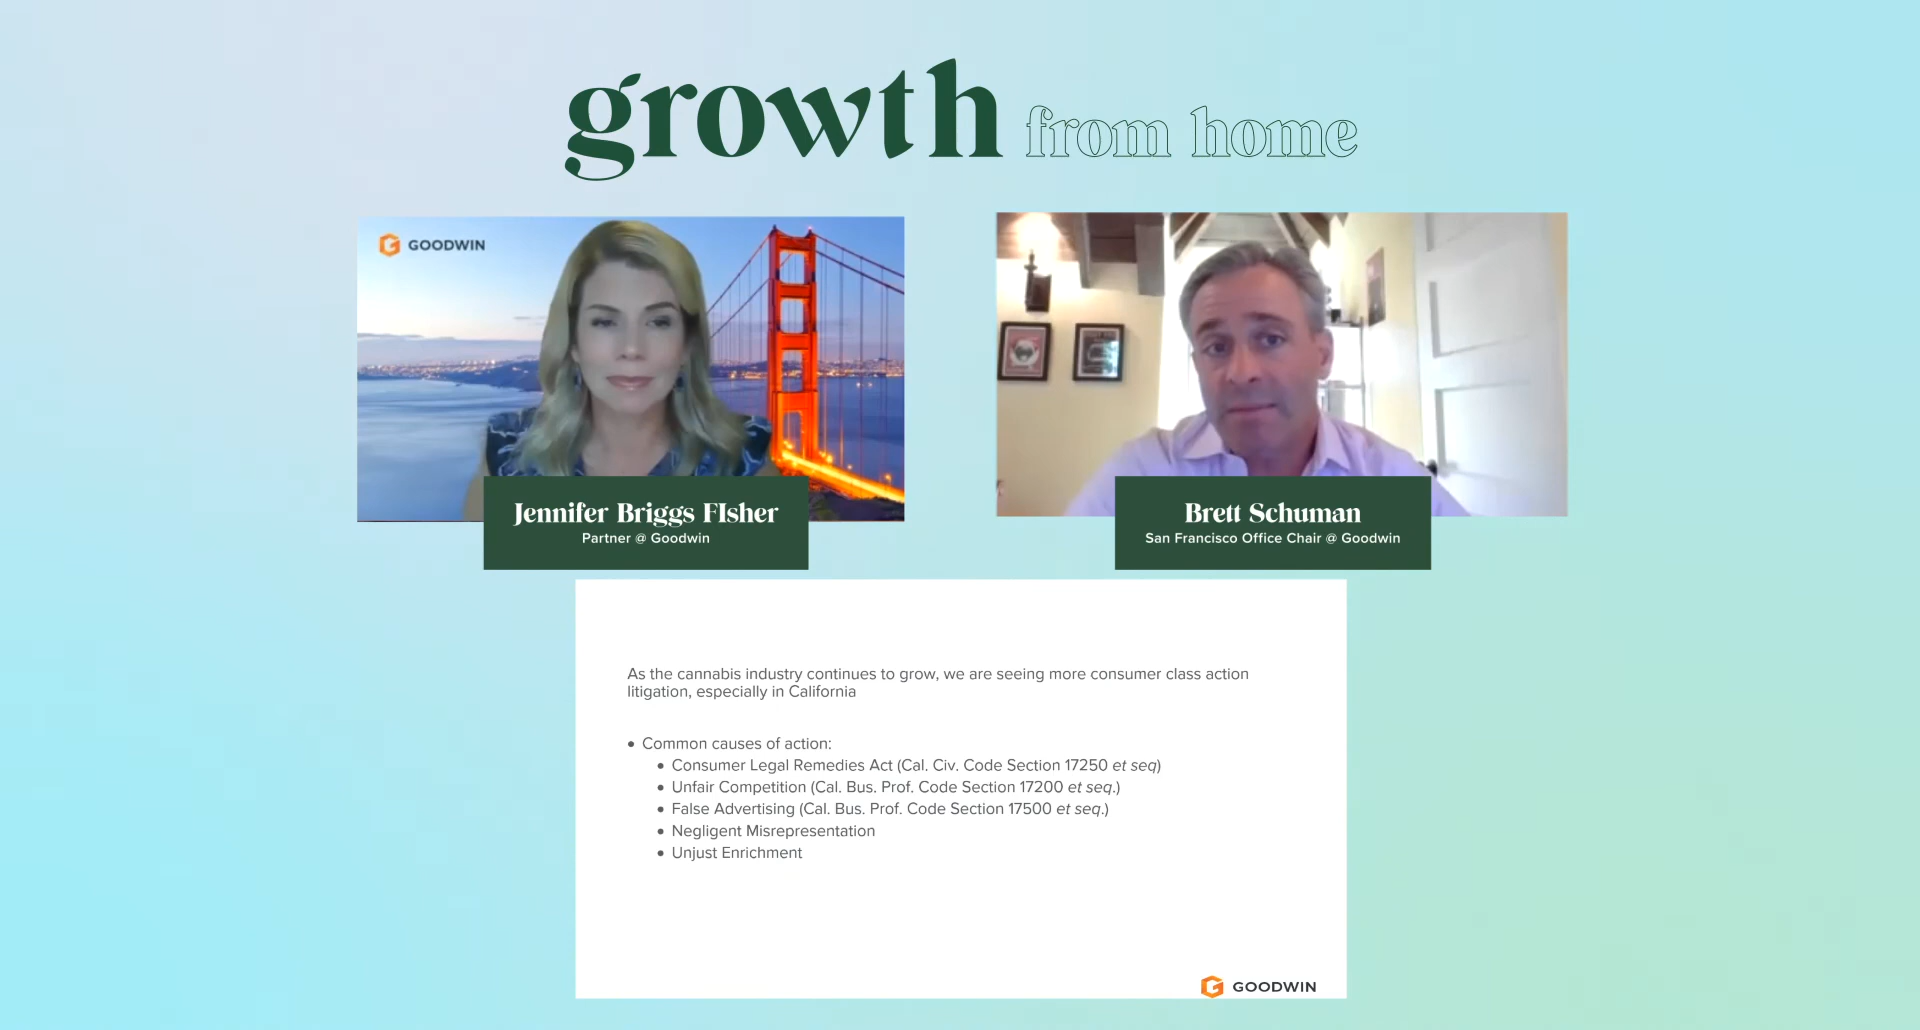 growth from home
GOODWIN
Jennifer Briggs FIsher
Partner @ Goodwin
Brett Schuman
San Francisco Office Chair @ Goodwin
As the cannabis industry continues to grow, we are seeing more consumer class action
litigation, especially in California
• Common causes of action:
• Consumer Legal Remedies Act (Cal. Civ. Code Section 17250 et seq)
• Unfair Competition (Cal. Bus. Prof. Code Section 17200 et seq.)
• False Advertising (Cal. Bus. Prof. Code Section 17500 et seq.)
• Negligent Misrepresentation
• Unjust Enrichment
GOODWIN